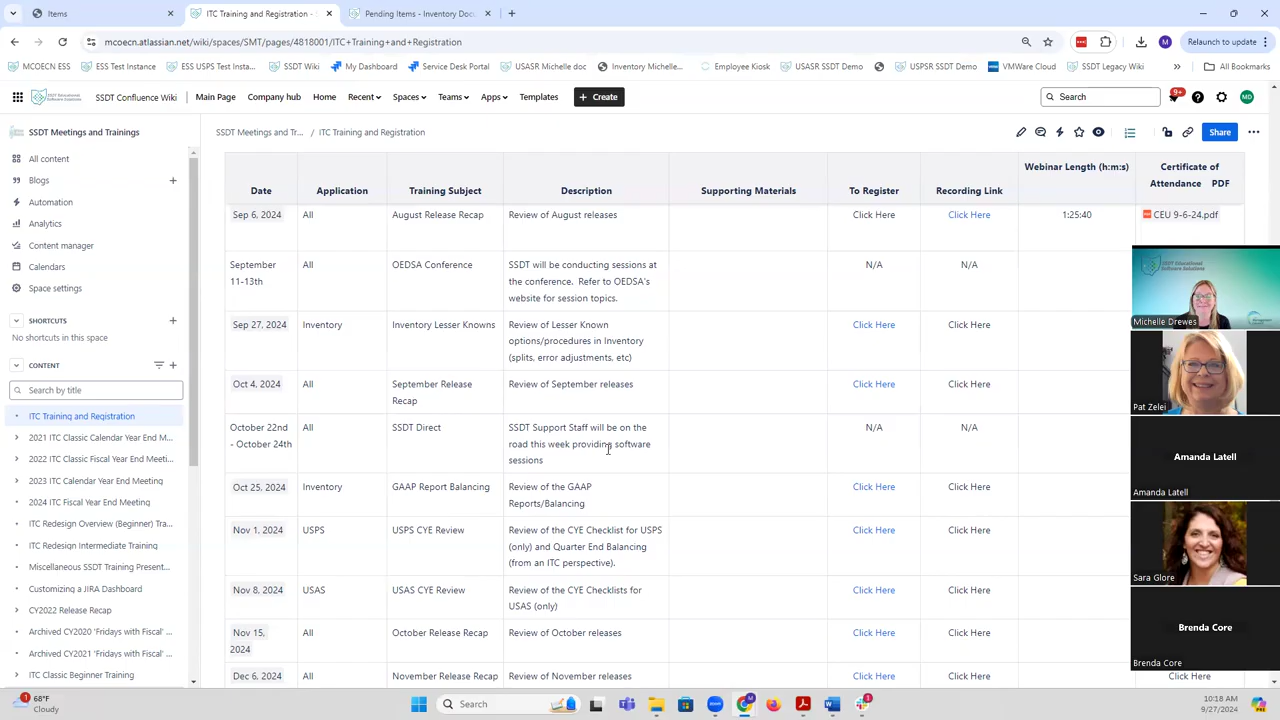 Items
ITC Training and Registration -
Pending Items - Inventory Doc
mcoecn.atlassian.net/wiki/spaces/SMT/pages/4818001/ITC+Training+and+Registration
Relaunch to update
MCOECN ESS
ESS Test Instance
ESS USPS Test Insta...
SSDT Wiki
My Dashboard
Service Desk Portal
USASR Michelle doc
Inventory Michelle...
Employee Kiosk
USASR SSDT Demo
USPSR SSDT Demo
VMWare Cloud
SSDT Legacy Wiki
All Bookmarks
SSDT Confluence Wiki
Main Page
Company hub
Home
Recent
Spaces
Teams
Apps
Templates
+ Create
Search
9+
MD
SSDT Meetings and Trainings
SSDT Meetings and Tr... / ITC Training and Registration
Share
All content
Blogs
Automation
Analytics
Content manager
Calendars
Space settings
SHORTCUTS
No shortcuts in this space
CONTENT
Search by title
ITC Training and Registration
2021 ITC Classic Calendar Year End M...
2022 ITC Classic Fiscal Year End Meeti...
2023 ITC Calendar Year End Meeting
2024 ITC Fiscal Year End Meeting
ITC Redesign Overview (Beginner) Tra...
ITC Redesign Intermediate Training
Miscellaneous SSDT Training Present...
Customizing a JIRA Dashboard
CY2022 Release Recap
Archived CY2020 'Fridays with Fiscal' ...
Archived CY2021 'Fridays with Fiscal' ...
ITC Classic Beginner Training
Date
Application
Training Subject
Description
Supporting Materials
To Register
Recording Link
Webinar Length (h:m:s)
Certificate of
Attendance PDF
Sep 6, 2024
All
August Release Recap
Review of August releases
Click Here
Click Here
1:25:40
CEU 9-6-24.pdf
September
11-13th
All
OEDSA Conference
SSDT will be conducting sessions at
the conference. Refer to OEDSA's
website for session topics.
N/A
N/A
Sep 27, 2024
Inventory
Inventory Lesser Knowns
Review of Lesser Known
options/procedures in Inventory
(splits, error adjustments, etc)
Click Here
Click Here
Oct 4, 2024
All
September Release
Recap
Review of September releases
Click Here
Click Here
October 22nd
- October 24th
All
SSDT Direct
SSDT Support Staff will be on the
road this week providing software
sessions
N/A
N/A
Oct 25, 2024
Inventory
GAAP Report Balancing
Review of the GAAP
Reports/Balancing
Click Here
Click Here
Nov 1, 2024
USPS
USPS CYE Review
Review of the CYE Checklist for USPS
(only) and Quarter End Balancing
(from an ITC perspective).
Click Here
Click Here
Nov 8, 2024
USAS
USAS CYE Review
Review of the CYE Checklists for
USAS (only)
Click Here
Click Here
Nov 15,
2024
All
October Release Recap
Review of October releases
Click Here
Click Here
Dec 6, 2024
All
November Release Recap
Review of November releases
Click Here
Click Here
Click Here
SSDT Educational
Software Solutions
Michelle Drewes
Pat Zelei
Amanda Latell
Amanda Latell
Sara Glore
Brenda Core
Brenda Core
68°F
Cloudy
Search
10:18 AM
9/27/2024